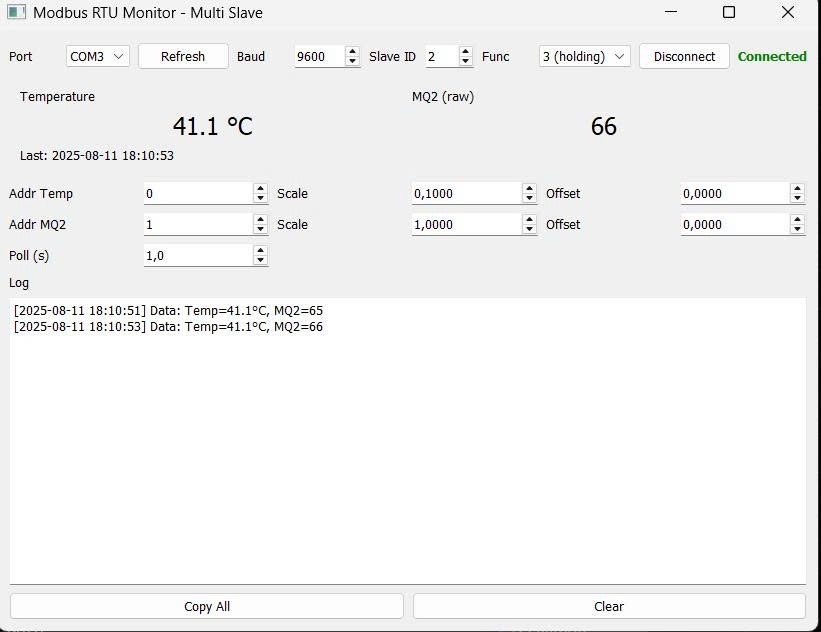 Modbus RTU Monitor - Multi Slave
Port COM3 Refresh Baud 9600 Slave ID 2 Func 3 (holding) Disconnect Connected
Temperature MQ2 (raw)
41.1 °C 66
Last: 2025-08-11 18:10:53
Addr Temp 0 Scale 0,1000 Offset 0,0000
Addr MQ2 1 Scale 1,0000 Offset 0,0000
Poll (s) 1,0
Log
[2025-08-11 18:10:51] Data: Temp=41.1°C, MQ2=65
[2025-08-11 18:10:53] Data: Temp=41.1°C, MQ2=66
Copy All Clear